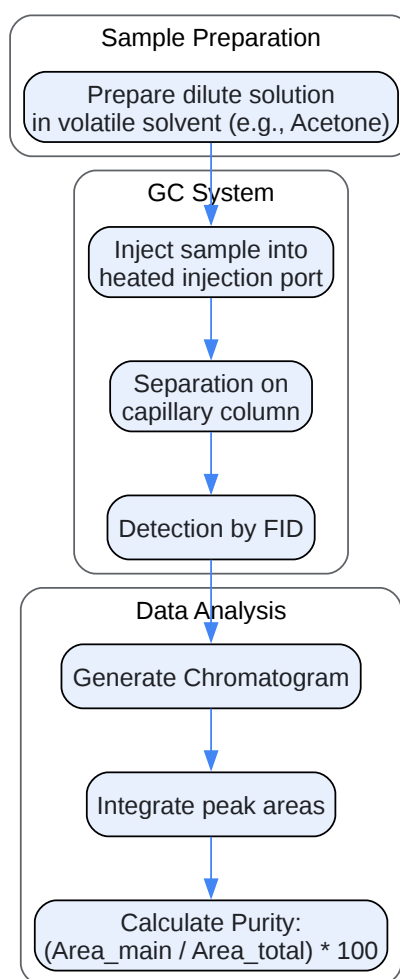 Sample Preparation
Prepare dilute solution
in volatile solvent (e.g., Acetone)
GC System
Inject sample into
heated injection port
Separation on
capillary column
Detection by FID
Data Analysis
Generate Chromatogram
Integrate peak areas
Calculate Purity:
(Area_main / Area_total) * 100